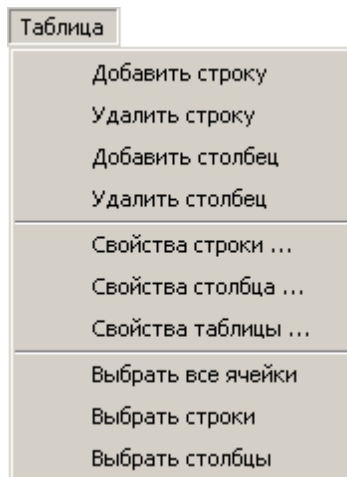 Таблица
Добавить строку
Удалить строку
Добавить столбец
Удалить столбец
Свойства строки ...
Свойства столбца ...
Свойства таблицы ...
Выбрать все ячейки
Выбрать строки
Выбрать столбцы